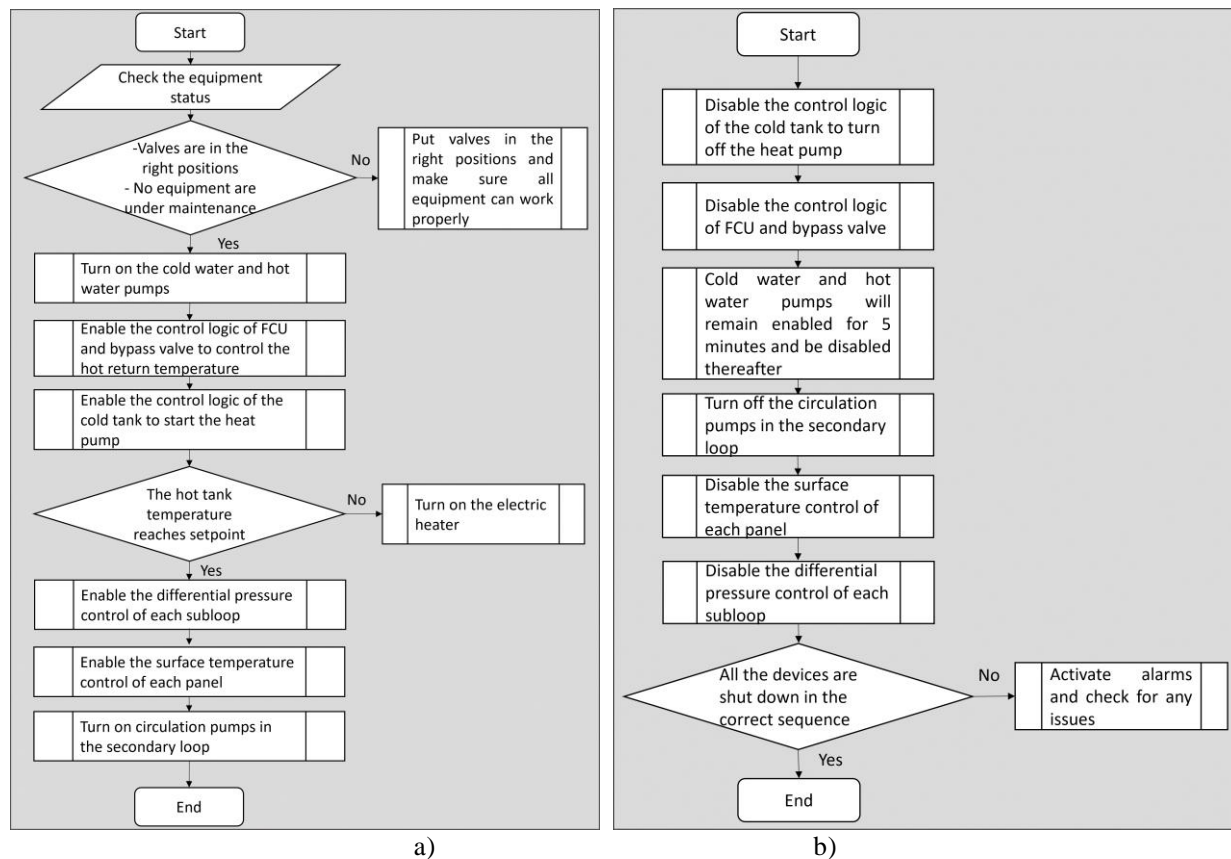 Start
Check the equipment
status
-Valves are in the
right positions
- No equipment are
under maintenance
No
Put valves in the
right positions and
make sure all
equipment can work
properly
Yes
Turn on the cold water and hot
water pumps
Enable the control logic of FCU
and bypass valve to control the
hot return temperature
Enable the control logic of the
cold tank to start the heat
pump
The hot tank
temperature
reaches setpoint
No
Turn on the electric
heater
Yes
Enable the differential pressure
control of each subloop
Enable the surface temperature
control of each panel
Turn on circulation pumps in
the secondary loop
End
a)
Start
Disable the control logic
of the cold tank to turn
off the heat pump
Disable the control logic
of FCU and bypass valve
Cold water and hot
water pumps will
remain enabled for 5
minutes and be disabled
thereafter
Turn off the circulation
pumps in the secondary
loop
Disable the surface
temperature control of
each panel
Disable the differential
pressure control of each
subloop
All the devices are
shut down in the
correct sequence
No
Activate alarms
and check for any
issues
Yes
End
b)